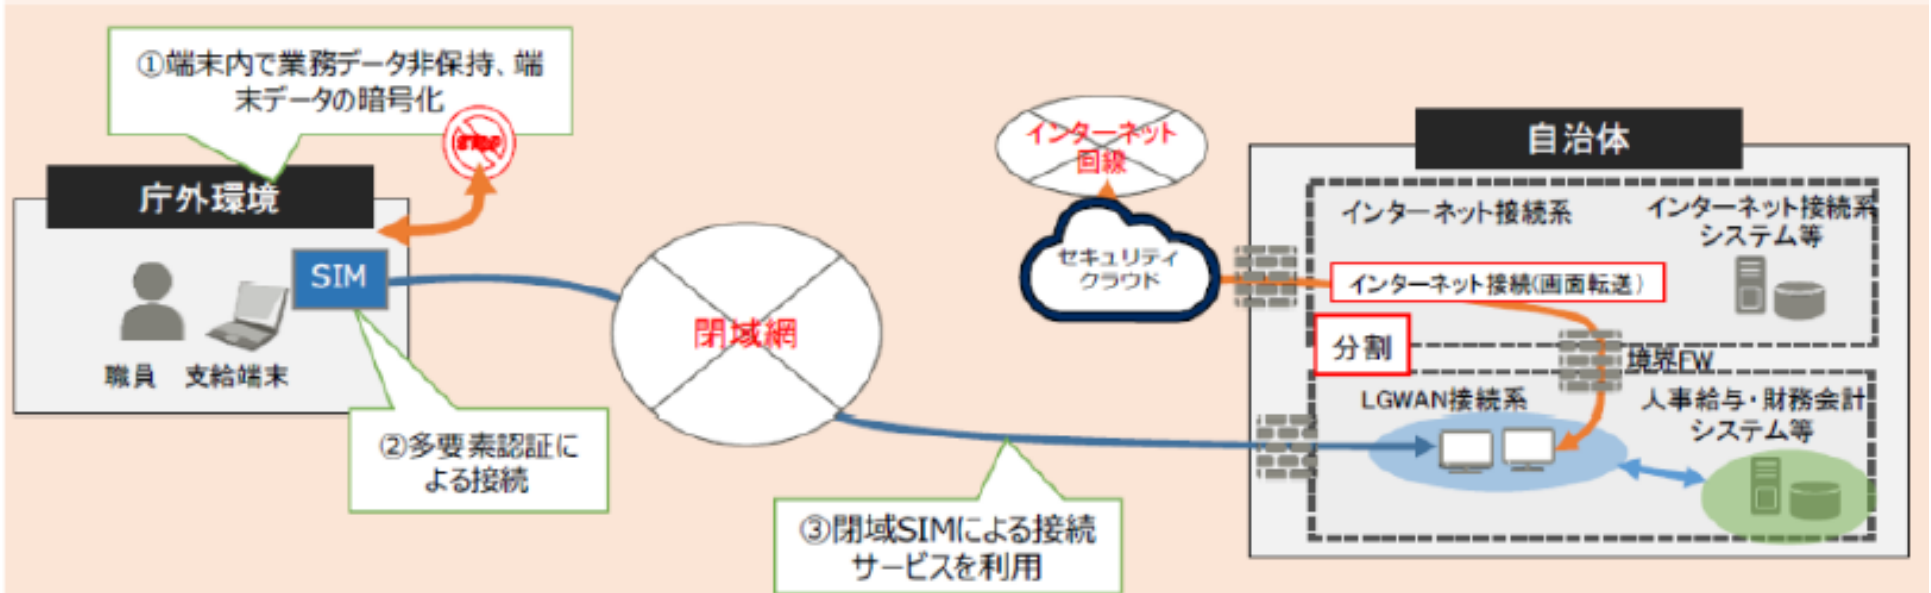 ①端末内で業務データ非保持、端
末データの暗号化
STOP
庁外環境
SIM
職員 支給端末
②多要素認証に
よる接続
閉域網
③閉域SIMによる接続
サービスを利用
インターネット
回線
セキュリティ
クラウド
自治体
インターネット接続系
インターネット接続系
システム等
インターネット接続(画面転送)
分割
境界FW
LGWAN接続系
人事給与・財務会計
システム等